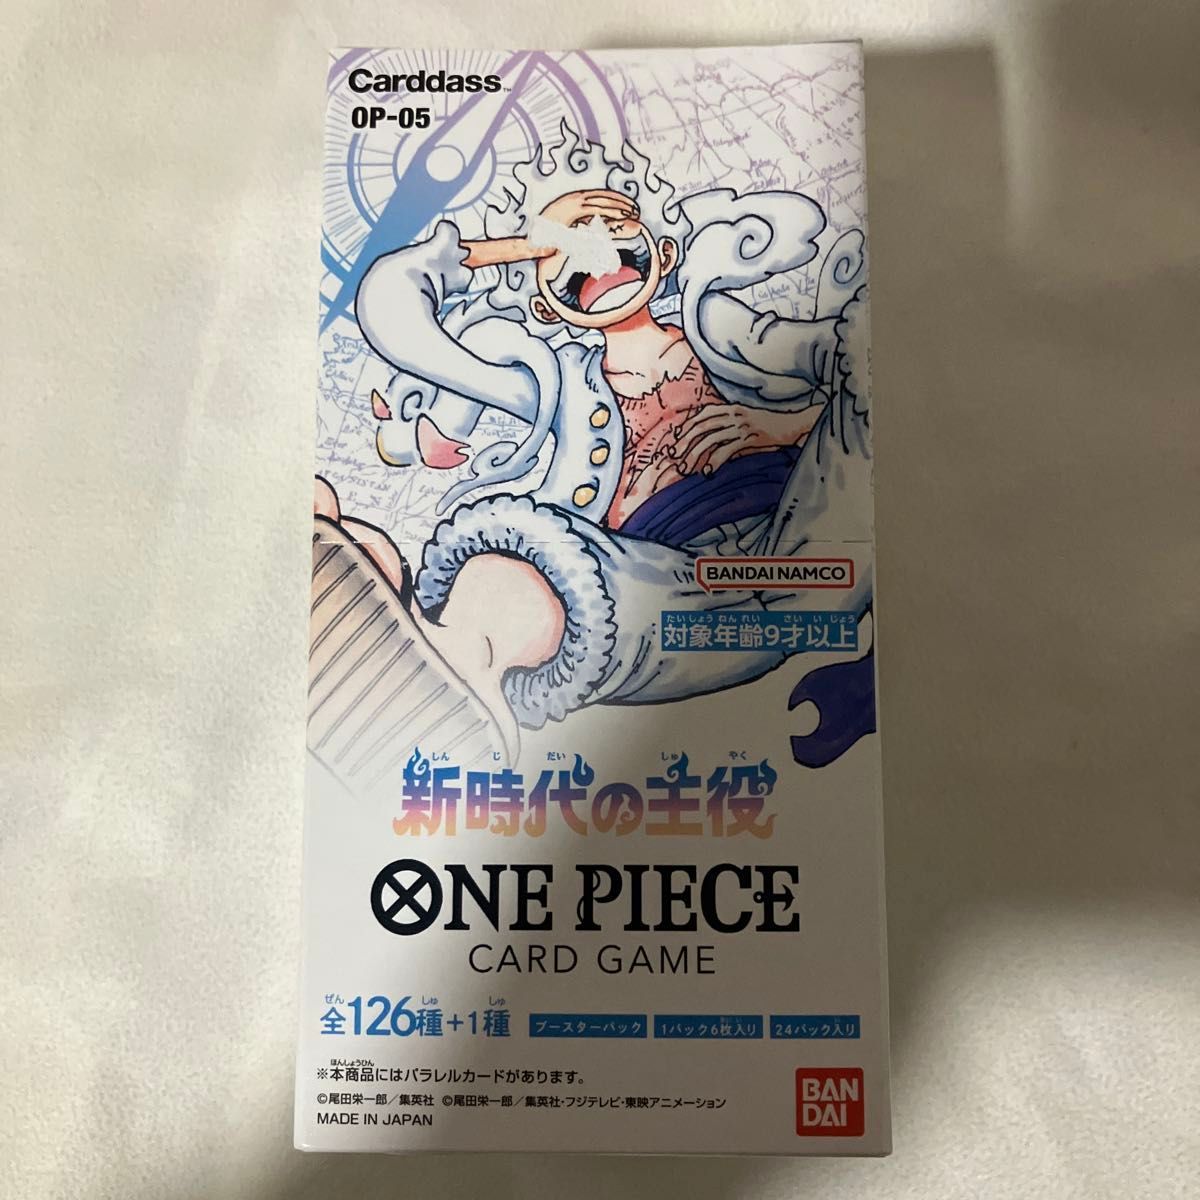 Carddass™
OP-05
BANDAI NAMCO
たいしょうねんれい さい いじょう
対象年齢9才以上
しん じ だい しゅ やく
新時代の主役
ONE PIECE
CARD GAME
ぜん しゅ しゅ
全126種+1種
ブースターパック 1パック6枚入り 24パック入り
ほんしょうひん
※本商品にはパラレルカードがあります。
©尾田栄一郎/集英社 ©尾田栄一郎/集英社・フジテレビ・東映アニメーション
MADE IN JAPAN
BAN
DAI